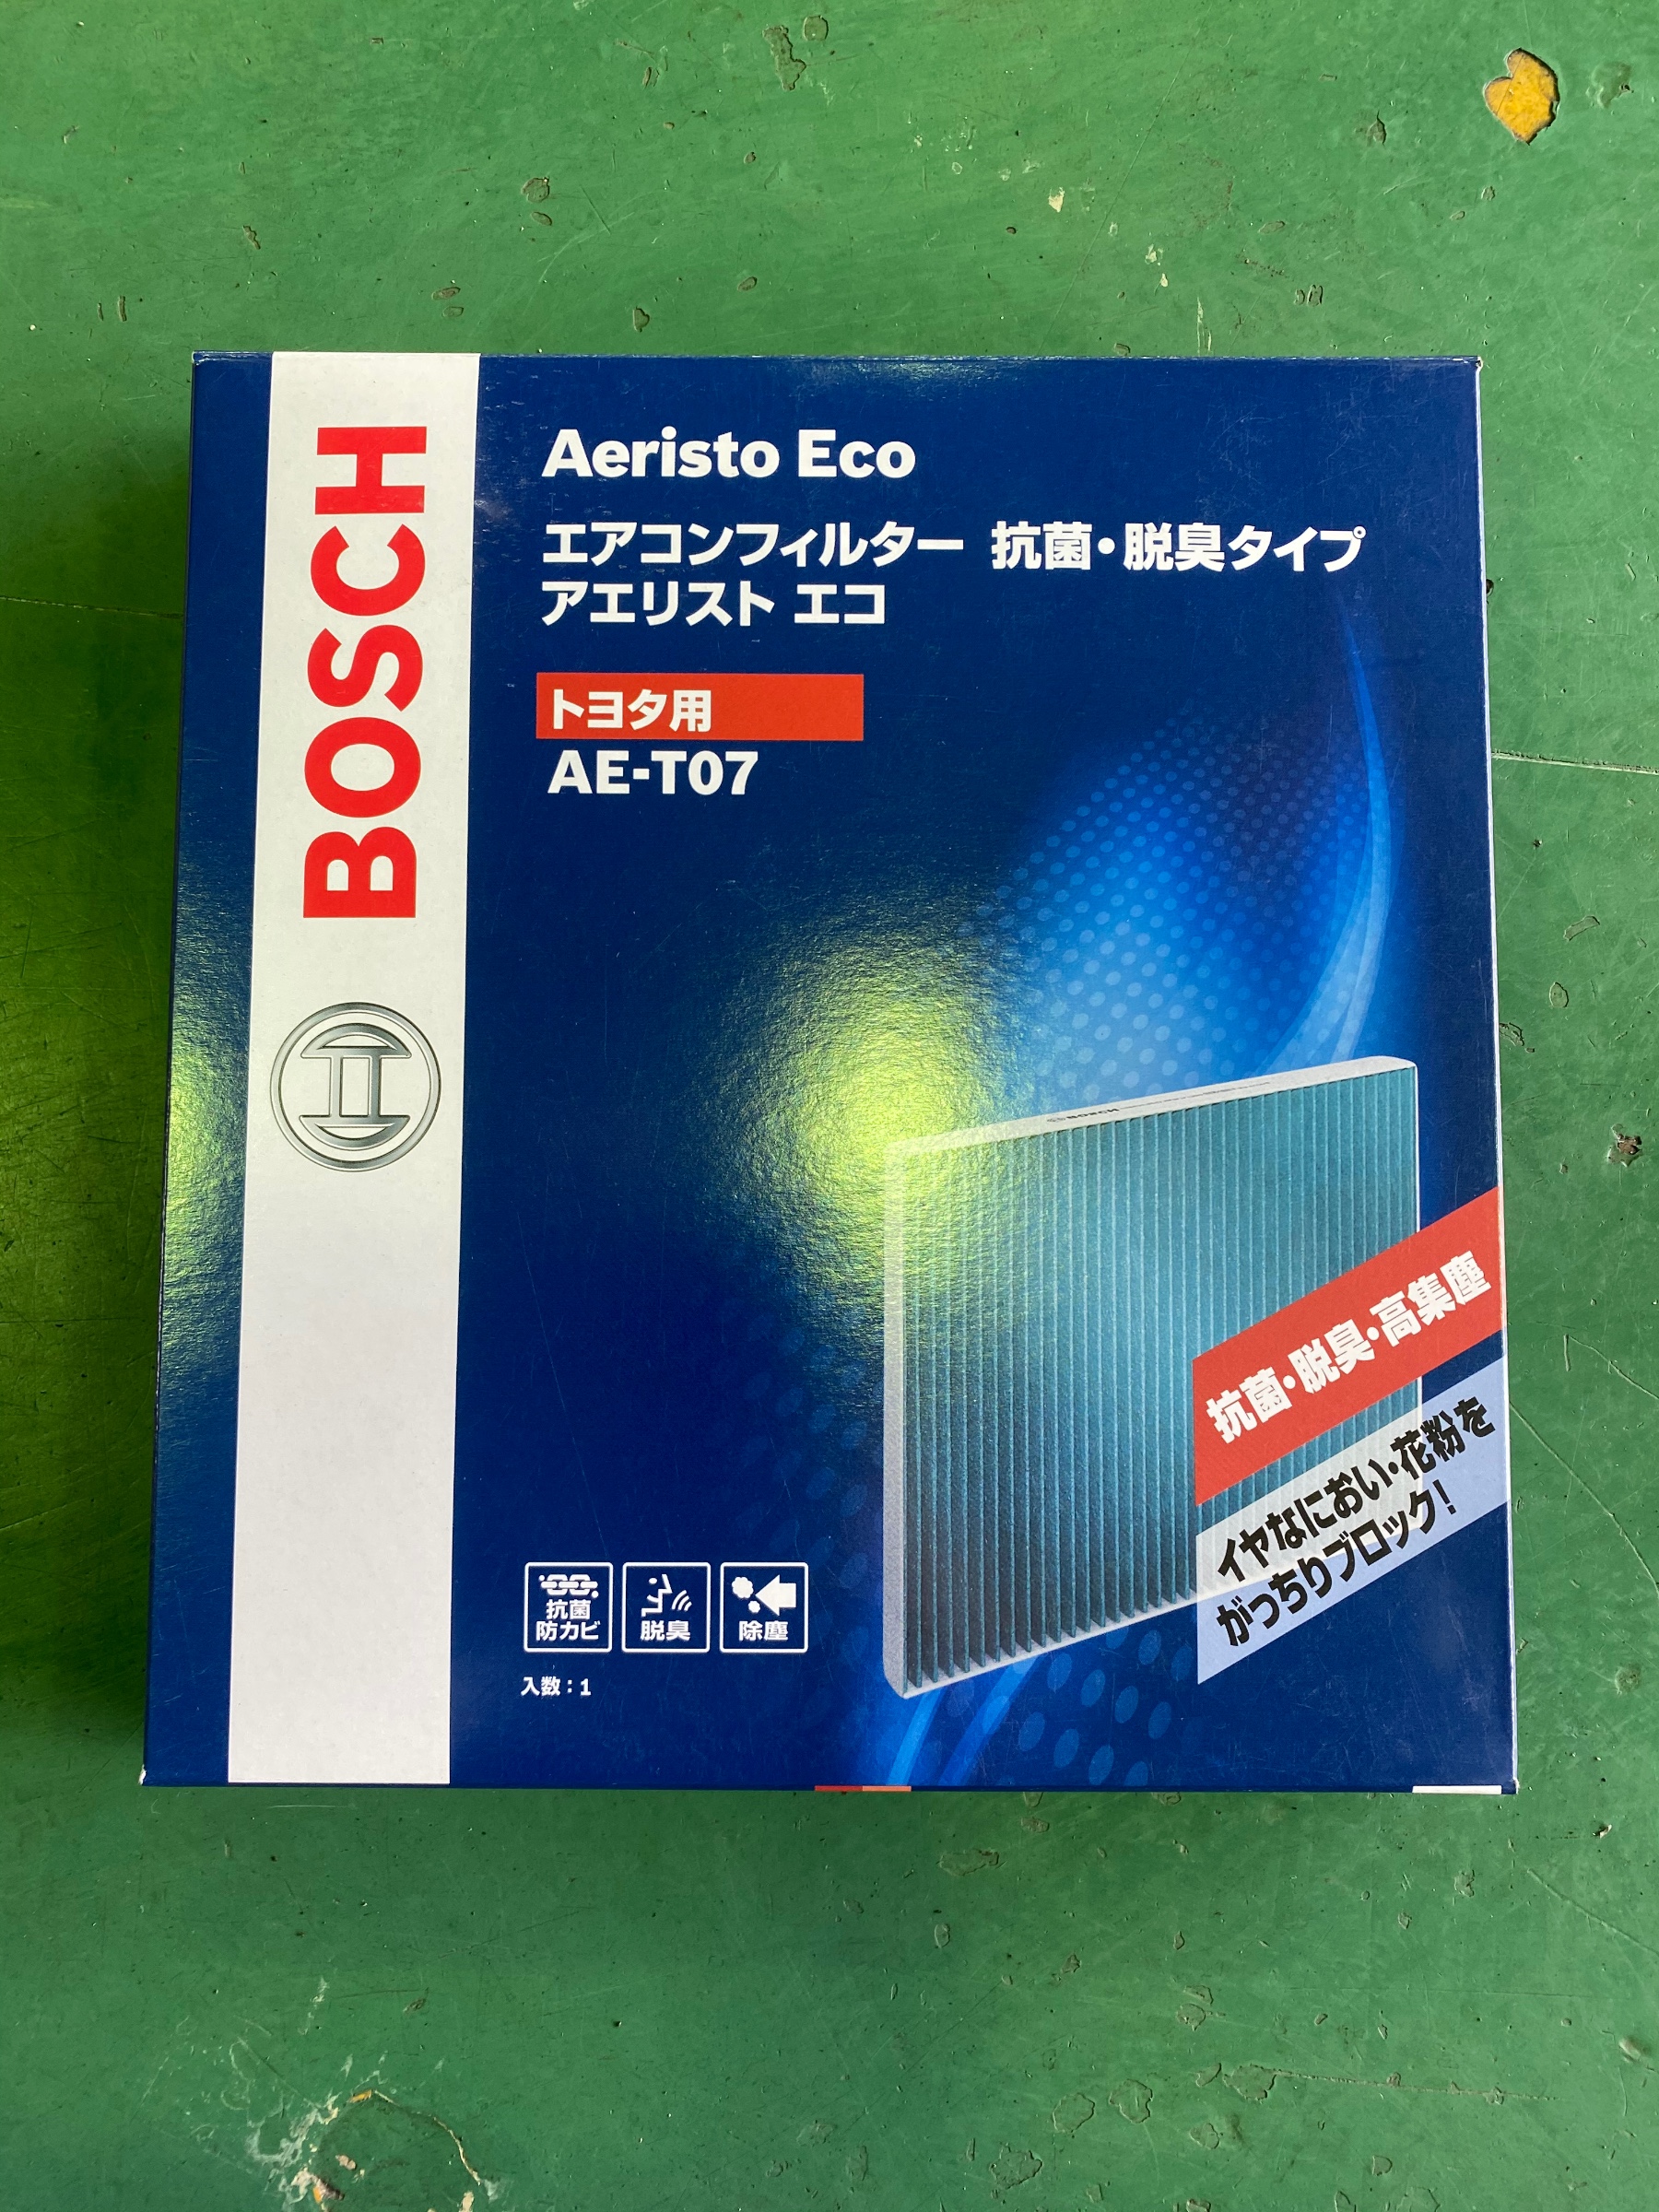 BOSCH
Aeristo Eco
エアコンフィルター 抗菌・脱臭タイプ
アエリスト エコ
トヨタ用
AE-T07
抗菌・脱臭・高集塵
イヤなにおい・花粉を
がっちりブロック!
抗菌
防カビ
脱臭
除塵
入数：1